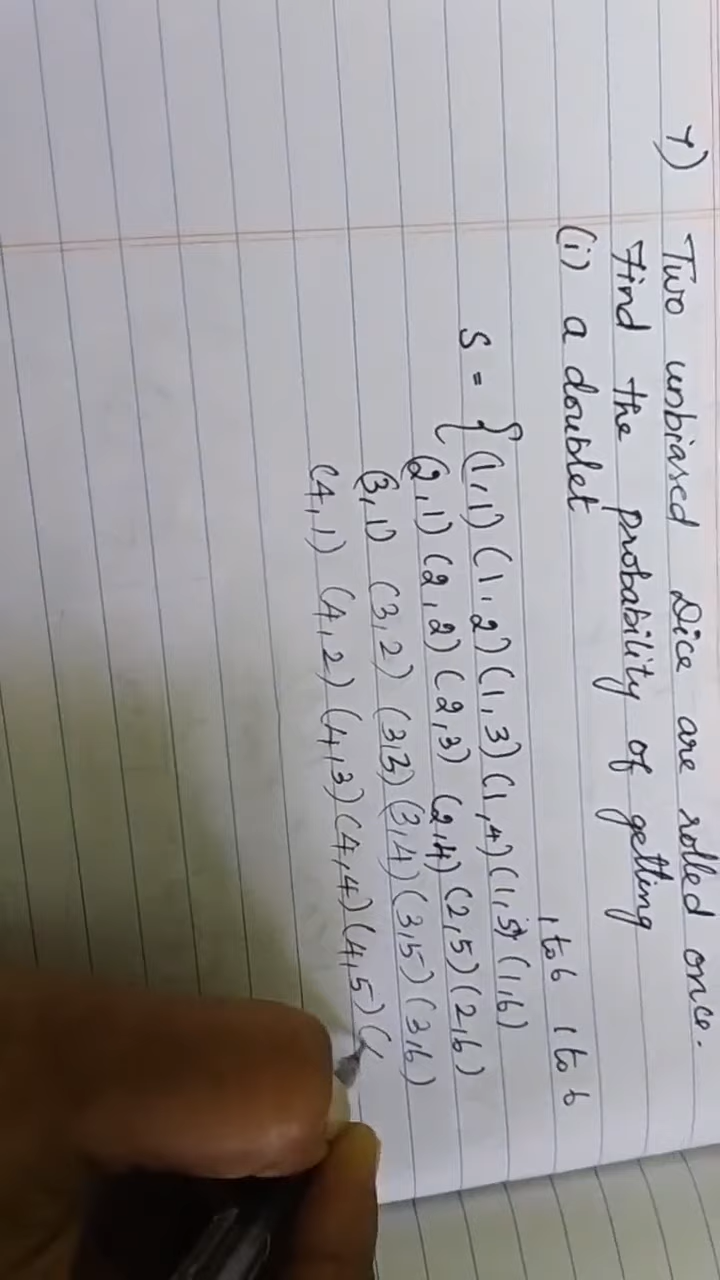 7) Two unbiased Dice are rolled once.
Find the probability of getting
(i) a doublet
1 to 6 1 to 6
S = { (1,1) (1,2) (1,3) (1,4) (1,5) (1,6)
(2,1) (2,2) (2,3) (2,4) (2,5) (2,6)
(3,1) (3,2) (3,3) (3,4) (3,5) (3,6)
(4,1) (4,2) (4,3) (4,4) (4,5) (